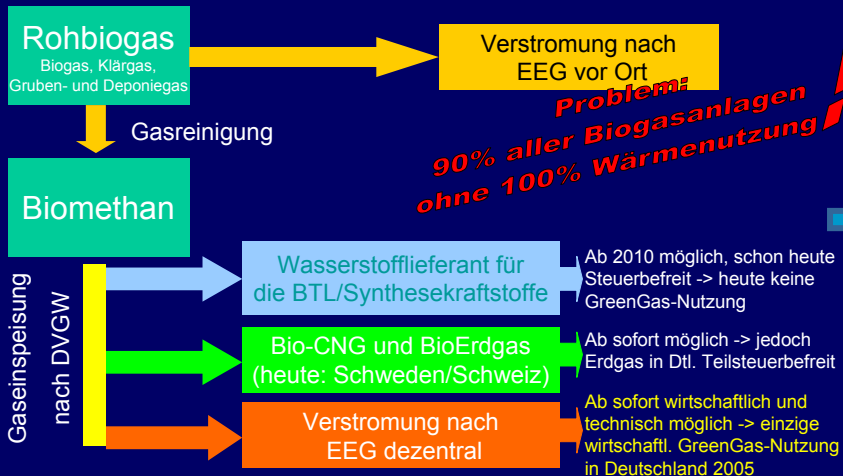 Rohbiogas
Biogas, Klärgas,
Gruben- und Deponiegas
Verstromung nach
EEG vor Ort
Problem:
90% aller Biogasanlagen
ohne 100% Wärmenutzung
!
Gasreinigung
Biomethan
Gaseinspeisung
nach DVGW
Wasserstofflieferant für
die BTL/Synthesekraftstoffe
Ab 2010 möglich, schon heute
Steuerbefreit -> heute keine
GreenGas-Nutzung
Bio-CNG und BioErdgas
(heute: Schweden/Schweiz)
Ab sofort möglich -> jedoch
Erdgas in Dtl. Teilsteuerbefreit
Verstromung nach
EEG dezentral
Ab sofort wirtschaftlich und
technisch möglich -> einzige
wirtschaftl. GreenGas-Nutzung
in Deutschland 2005